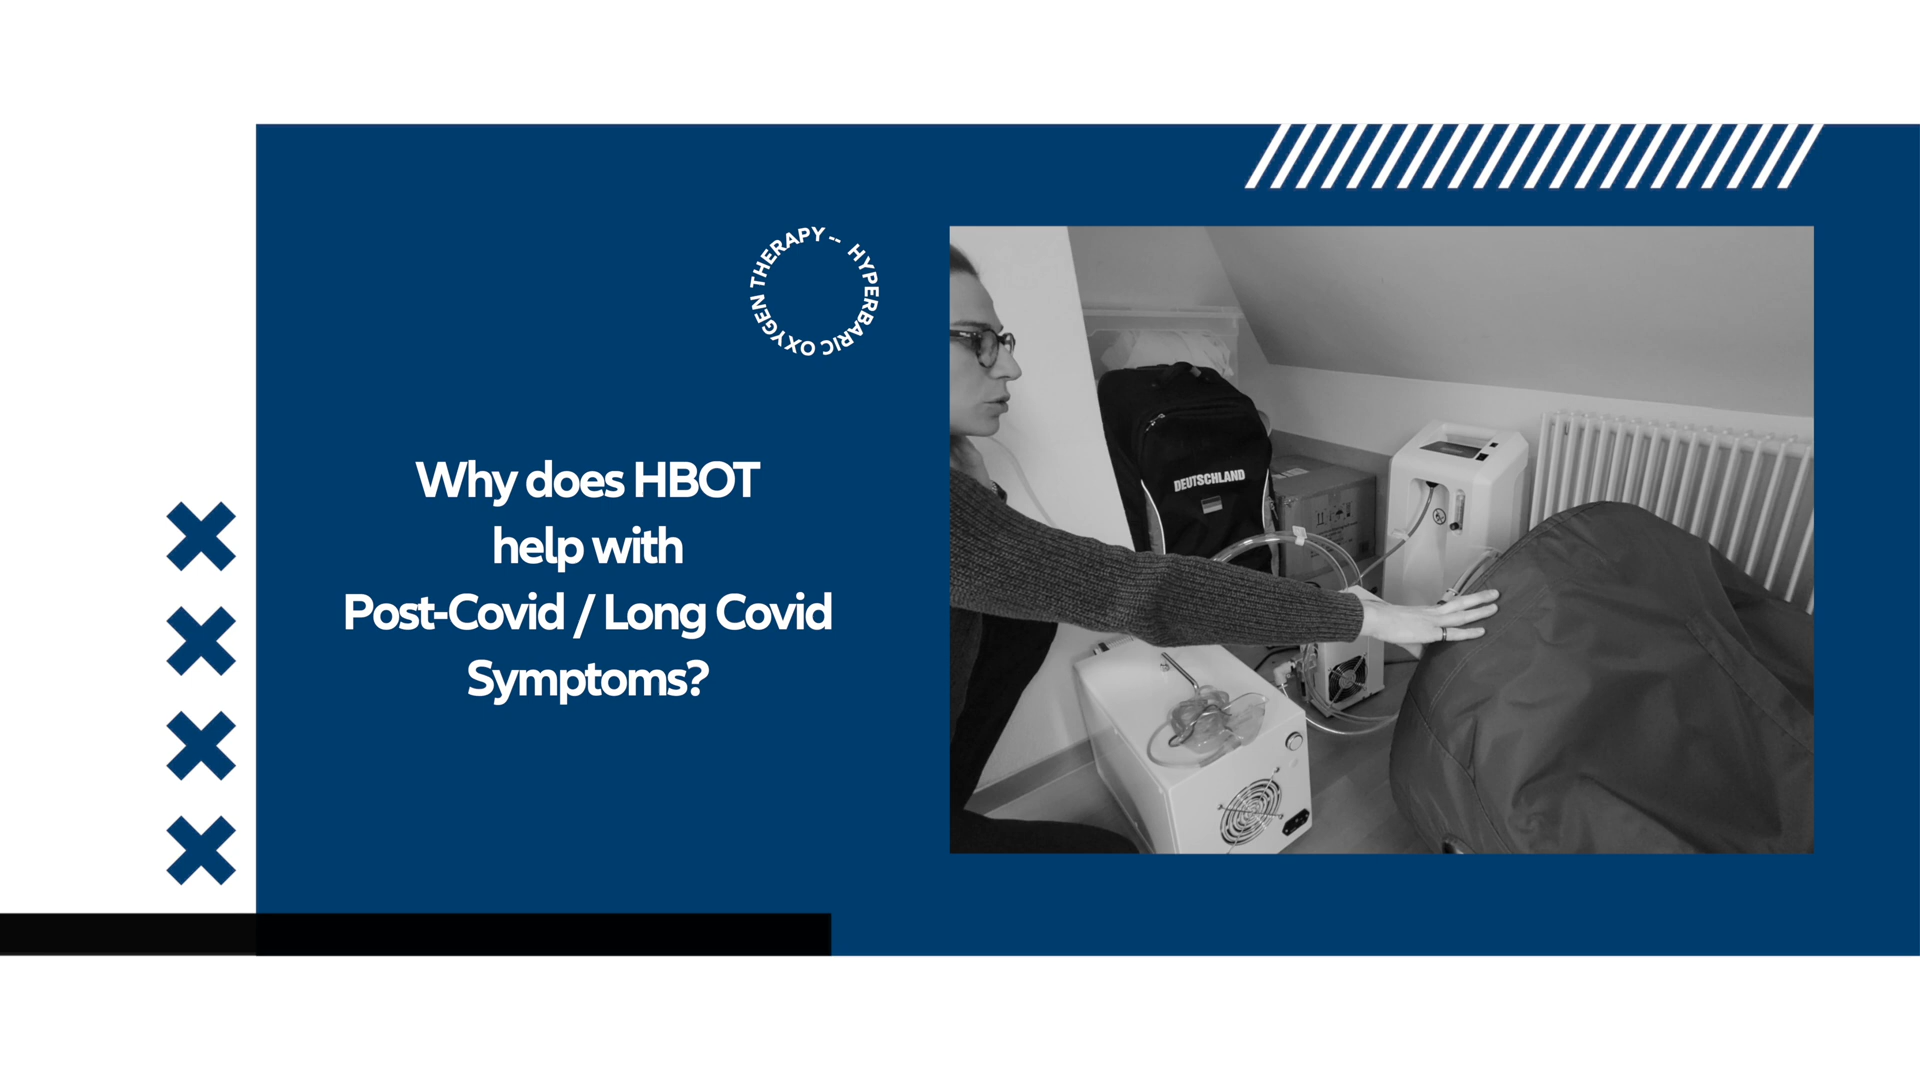 HYPERBARIC OXYGEN THERAPY --
Why does HBOT
help with
Post-Covid / Long Covid
Symptoms?
DEUTSCHLAND